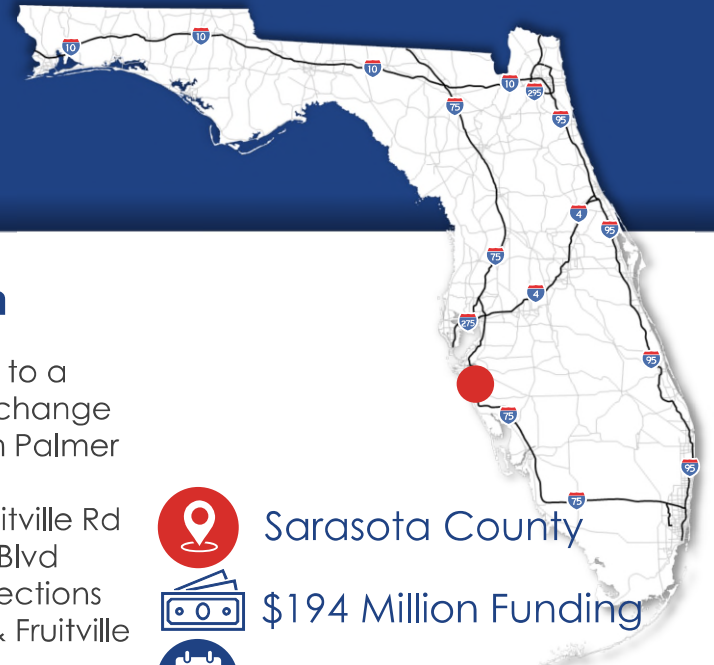 10
10
10
10
295
75
95
4
95
75
4
275
95
75
95
75
to a
change
Palmer
itville Rd
Blvd
ections
& Fruitville
Sarasota County
$194 Million Funding